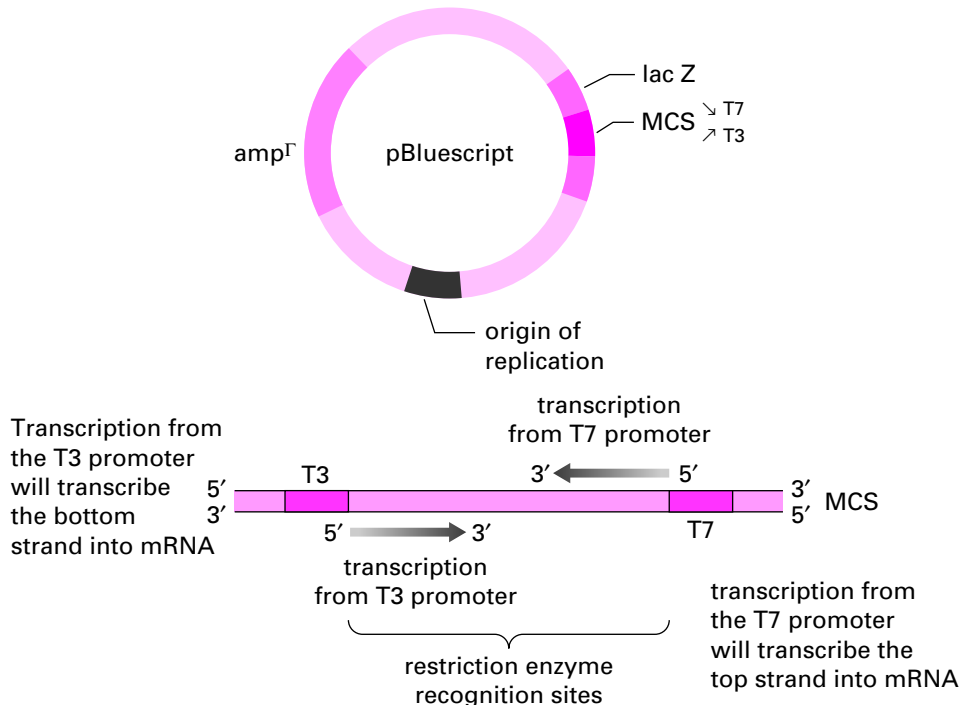 lac Z
MCS ↘ T7
↗ T3
ampʳ
pBluescript
origin of
replication
Transcription from
the T3 promoter
will transcribe
the bottom
strand into mRNA
transcription
from T7 promoter
T3
3′
5′
5′
3′
3′
5′
MCS
T7
5′
3′
transcription
from T3 promoter
restriction enzyme
recognition sites
transcription from
the T7 promoter
will transcribe the
top strand into mRNA